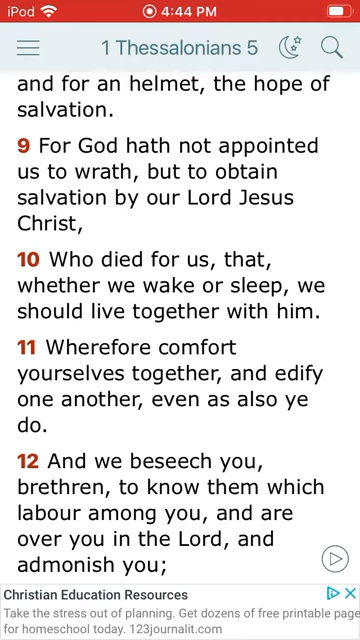 iPod 4:44 PM
1 Thessalonians 5
and for an helmet, the hope of
salvation.
9 For God hath not appointed
us to wrath, but to obtain
salvation by our Lord Jesus
Christ,
10 Who died for us, that,
whether we wake or sleep, we
should live together with him.
11 Wherefore comfort
yourselves together, and edify
one another, even as also ye
do.
12 And we beseech you,
brethren, to know them which
labour among you, and are
over you in the Lord, and
admonish you;
Christian Education Resources
Take the stress out of planning. Get dozens of free printable page
for homeschool today. 123journalit.com